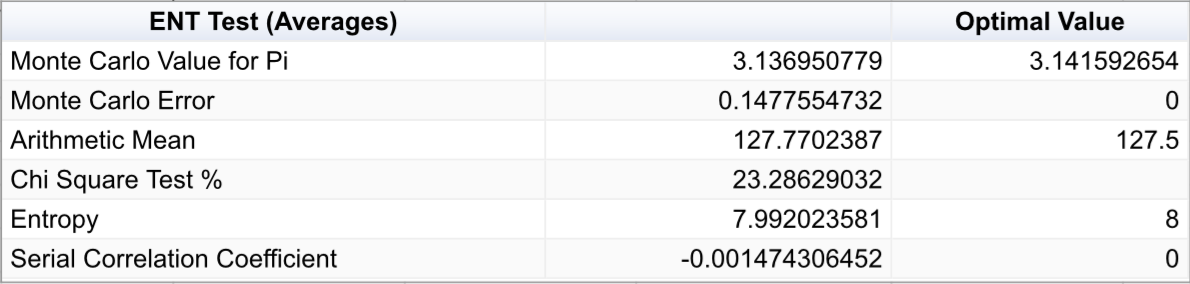 ENT Test (Averages) Optimal Value
Monte Carlo Value for Pi 3.136950779 3.141592654
Monte Carlo Error 0.1477554732 0
Arithmetic Mean 127.7702387 127.5
Chi Square Test % 23.28629032
Entropy 7.992023581 8
Serial Correlation Coefficient -0.001474306452 0